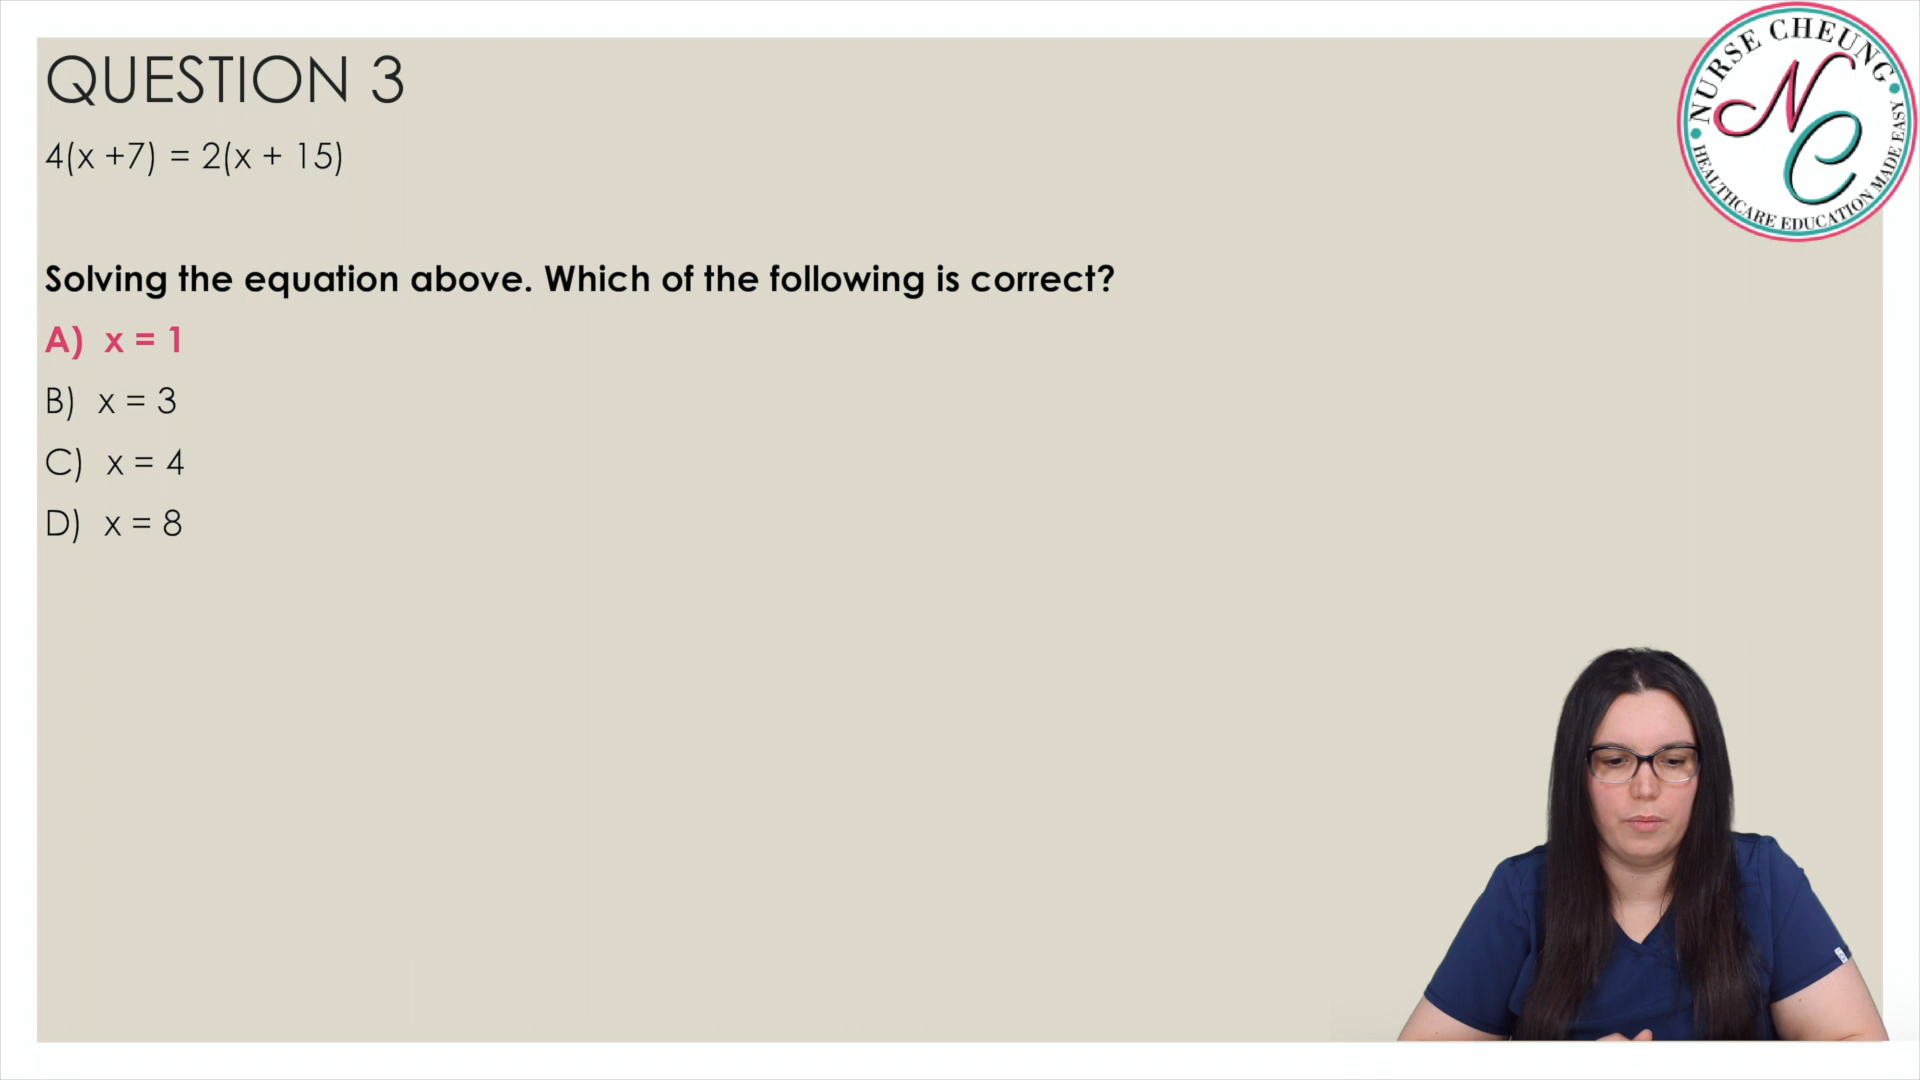 QUESTION 3
4(x +7) = 2(x + 15)
Solving the equation above. Which of the following is correct?
A) x = 1
B) x = 3
C) x = 4
D) x = 8
NURSE CHEUNG
NC
HEALTHCARE EDUCATION MADE EASY